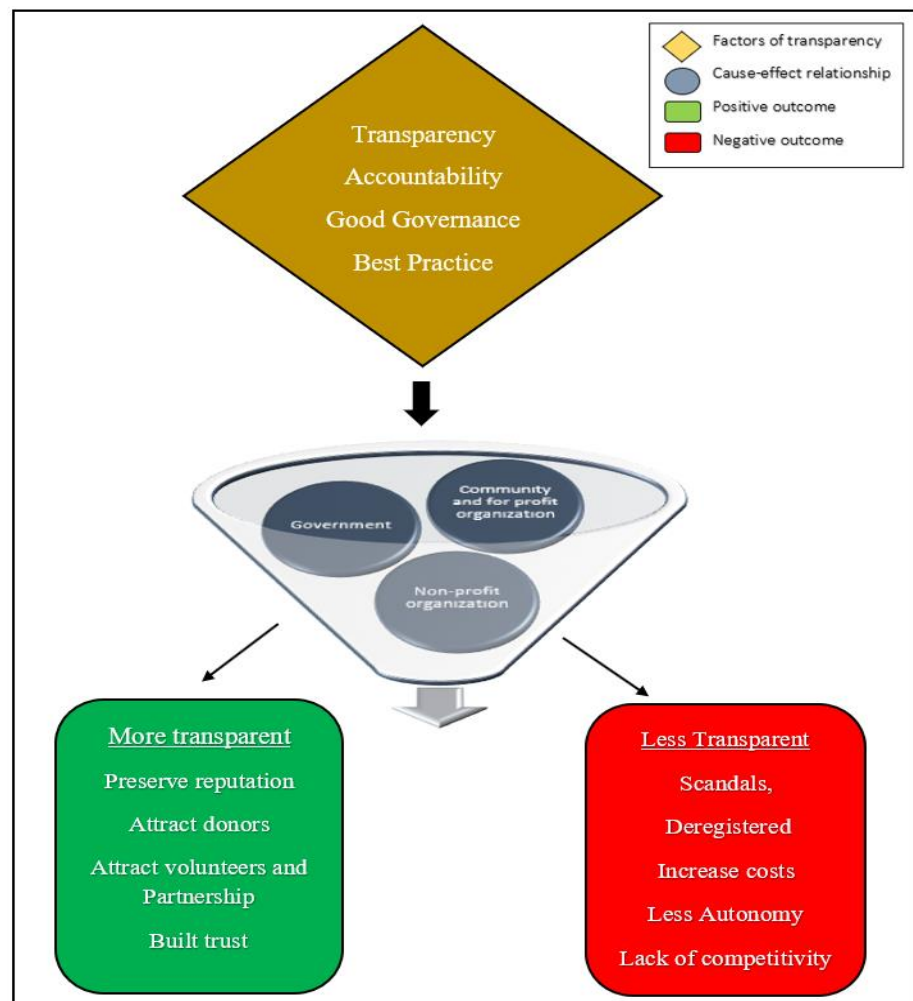 Factors of transparency
Cause-effect relationship
Positive outcome
Negative outcome
Transparency
Accountability
Good Governance
Best Practice
Government
Community
and for profit
organization
Non-profit
organization
More transparent
Preserve reputation
Attract donors
Attract volunteers and
Partnership
Built trust
Less Transparent
Scandals,
Deregistered
Increase costs
Less Autonomy
Lack of competitivity